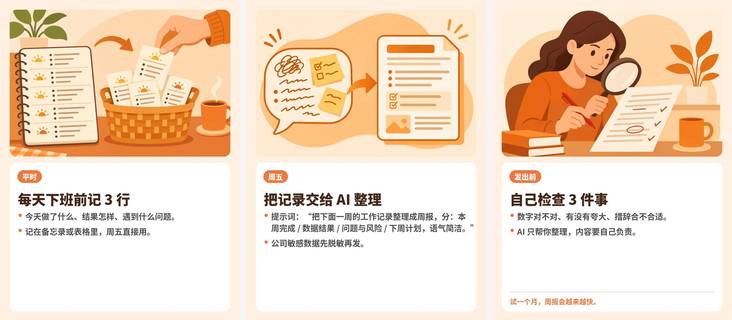 平时
每天下班前记 3 行
• 今天做了什么、结果怎样、遇到什么问题。
• 记在备忘录或表格里，周五直接用。
周五
把记录交给 AI 整理
• 提示词：“把下面一周的工作记录整理成周报，分：本
周完成 / 数据结果 / 问题与风险 / 下周计划，语气简洁。”
• 公司敏感数据先脱敏再发。
发出前
自己检查 3 件事
• 数字对不对、有没有夸大、措辞合不合适。
• AI 只帮你整理，内容要自己负责。
试一个月，周报会越来越快。